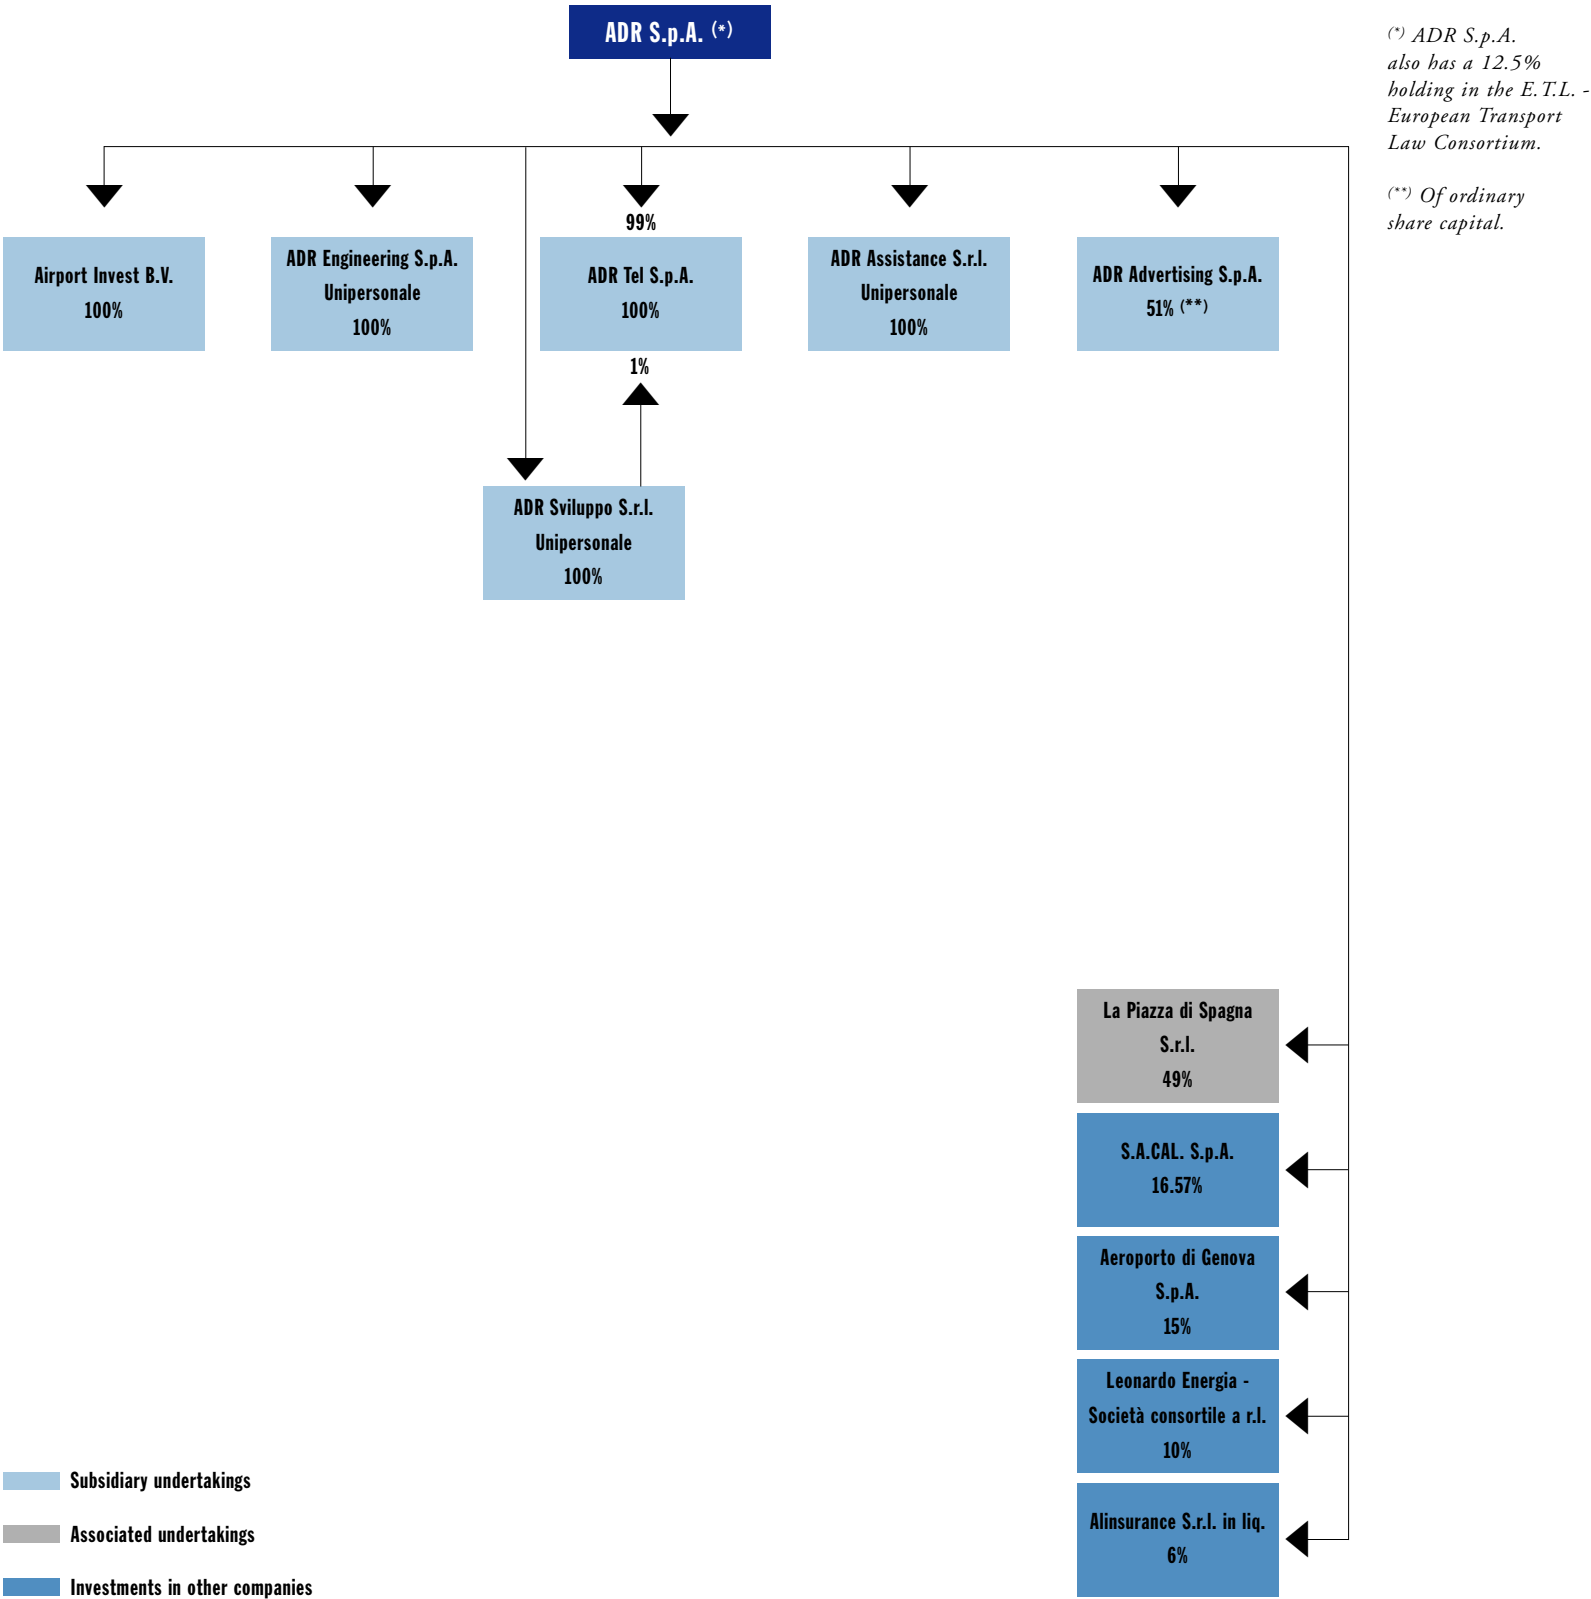 ADR S.p.A. (*)
(*) ADR S.p.A.
also has a 12.5%
holding in the E.T.L. -
European Transport
Law Consortium.
(**) Of ordinary
share capital.
Airport Invest B.V.
100%
ADR Engineering S.p.A.
Unipersonale
100%
99%
ADR Tel S.p.A.
100%
1%
ADR Assistance S.r.l.
Unipersonale
100%
ADR Advertising S.p.A.
51% (**)
ADR Sviluppo S.r.l.
Unipersonale
100%
La Piazza di Spagna
S.r.l.
49%
S.A.CAL. S.p.A.
16.57%
Aeroporto di Genova
S.p.A.
15%
Leonardo Energia -
Società consortile a r.l.
10%
Alinsurance S.r.l. in liq.
6%
Subsidiary undertakings
Associated undertakings
Investments in other companies